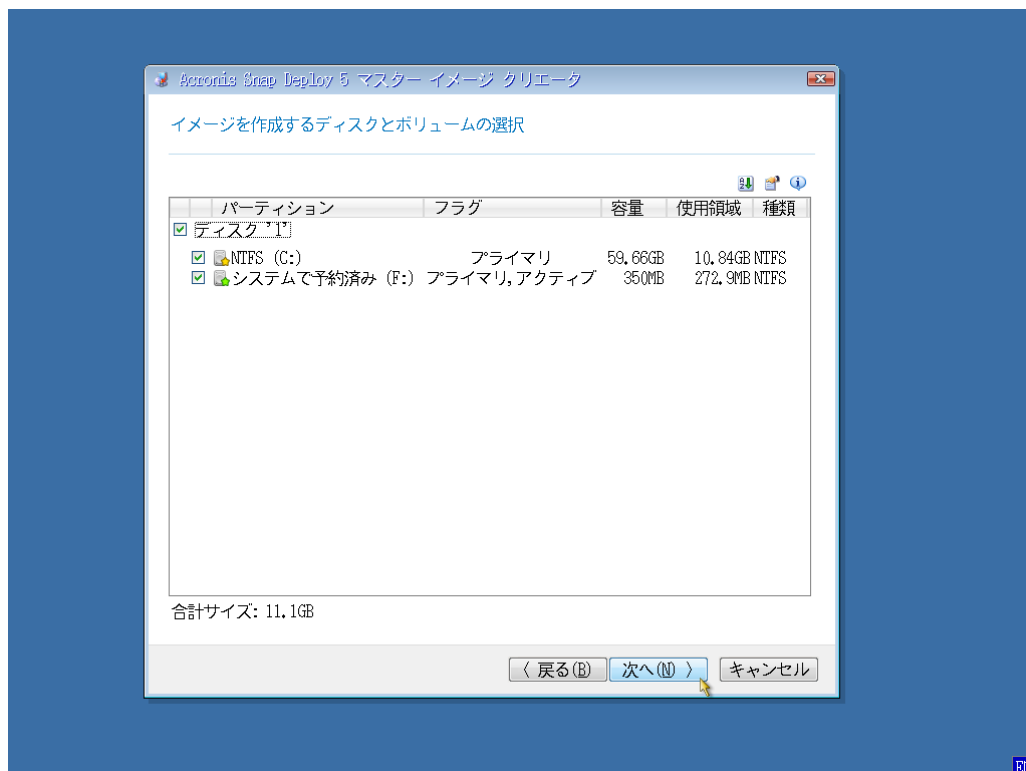 Acronis Snap Deploy 5 マスター イメージ クリエータ
イメージを作成するディスクとボリュームの選択
パーティション フラグ 容量 使用領域 種類
ディスク '1'
NTFS (C:) プライマリ 59.66GB 10.84GB NTFS
システムで予約済み (F:) プライマリ,アクティブ 350MB 272.9MB NTFS
合計サイズ: 11.1GB
〈 戻る(B) 次へ(N) 〉 キャンセル